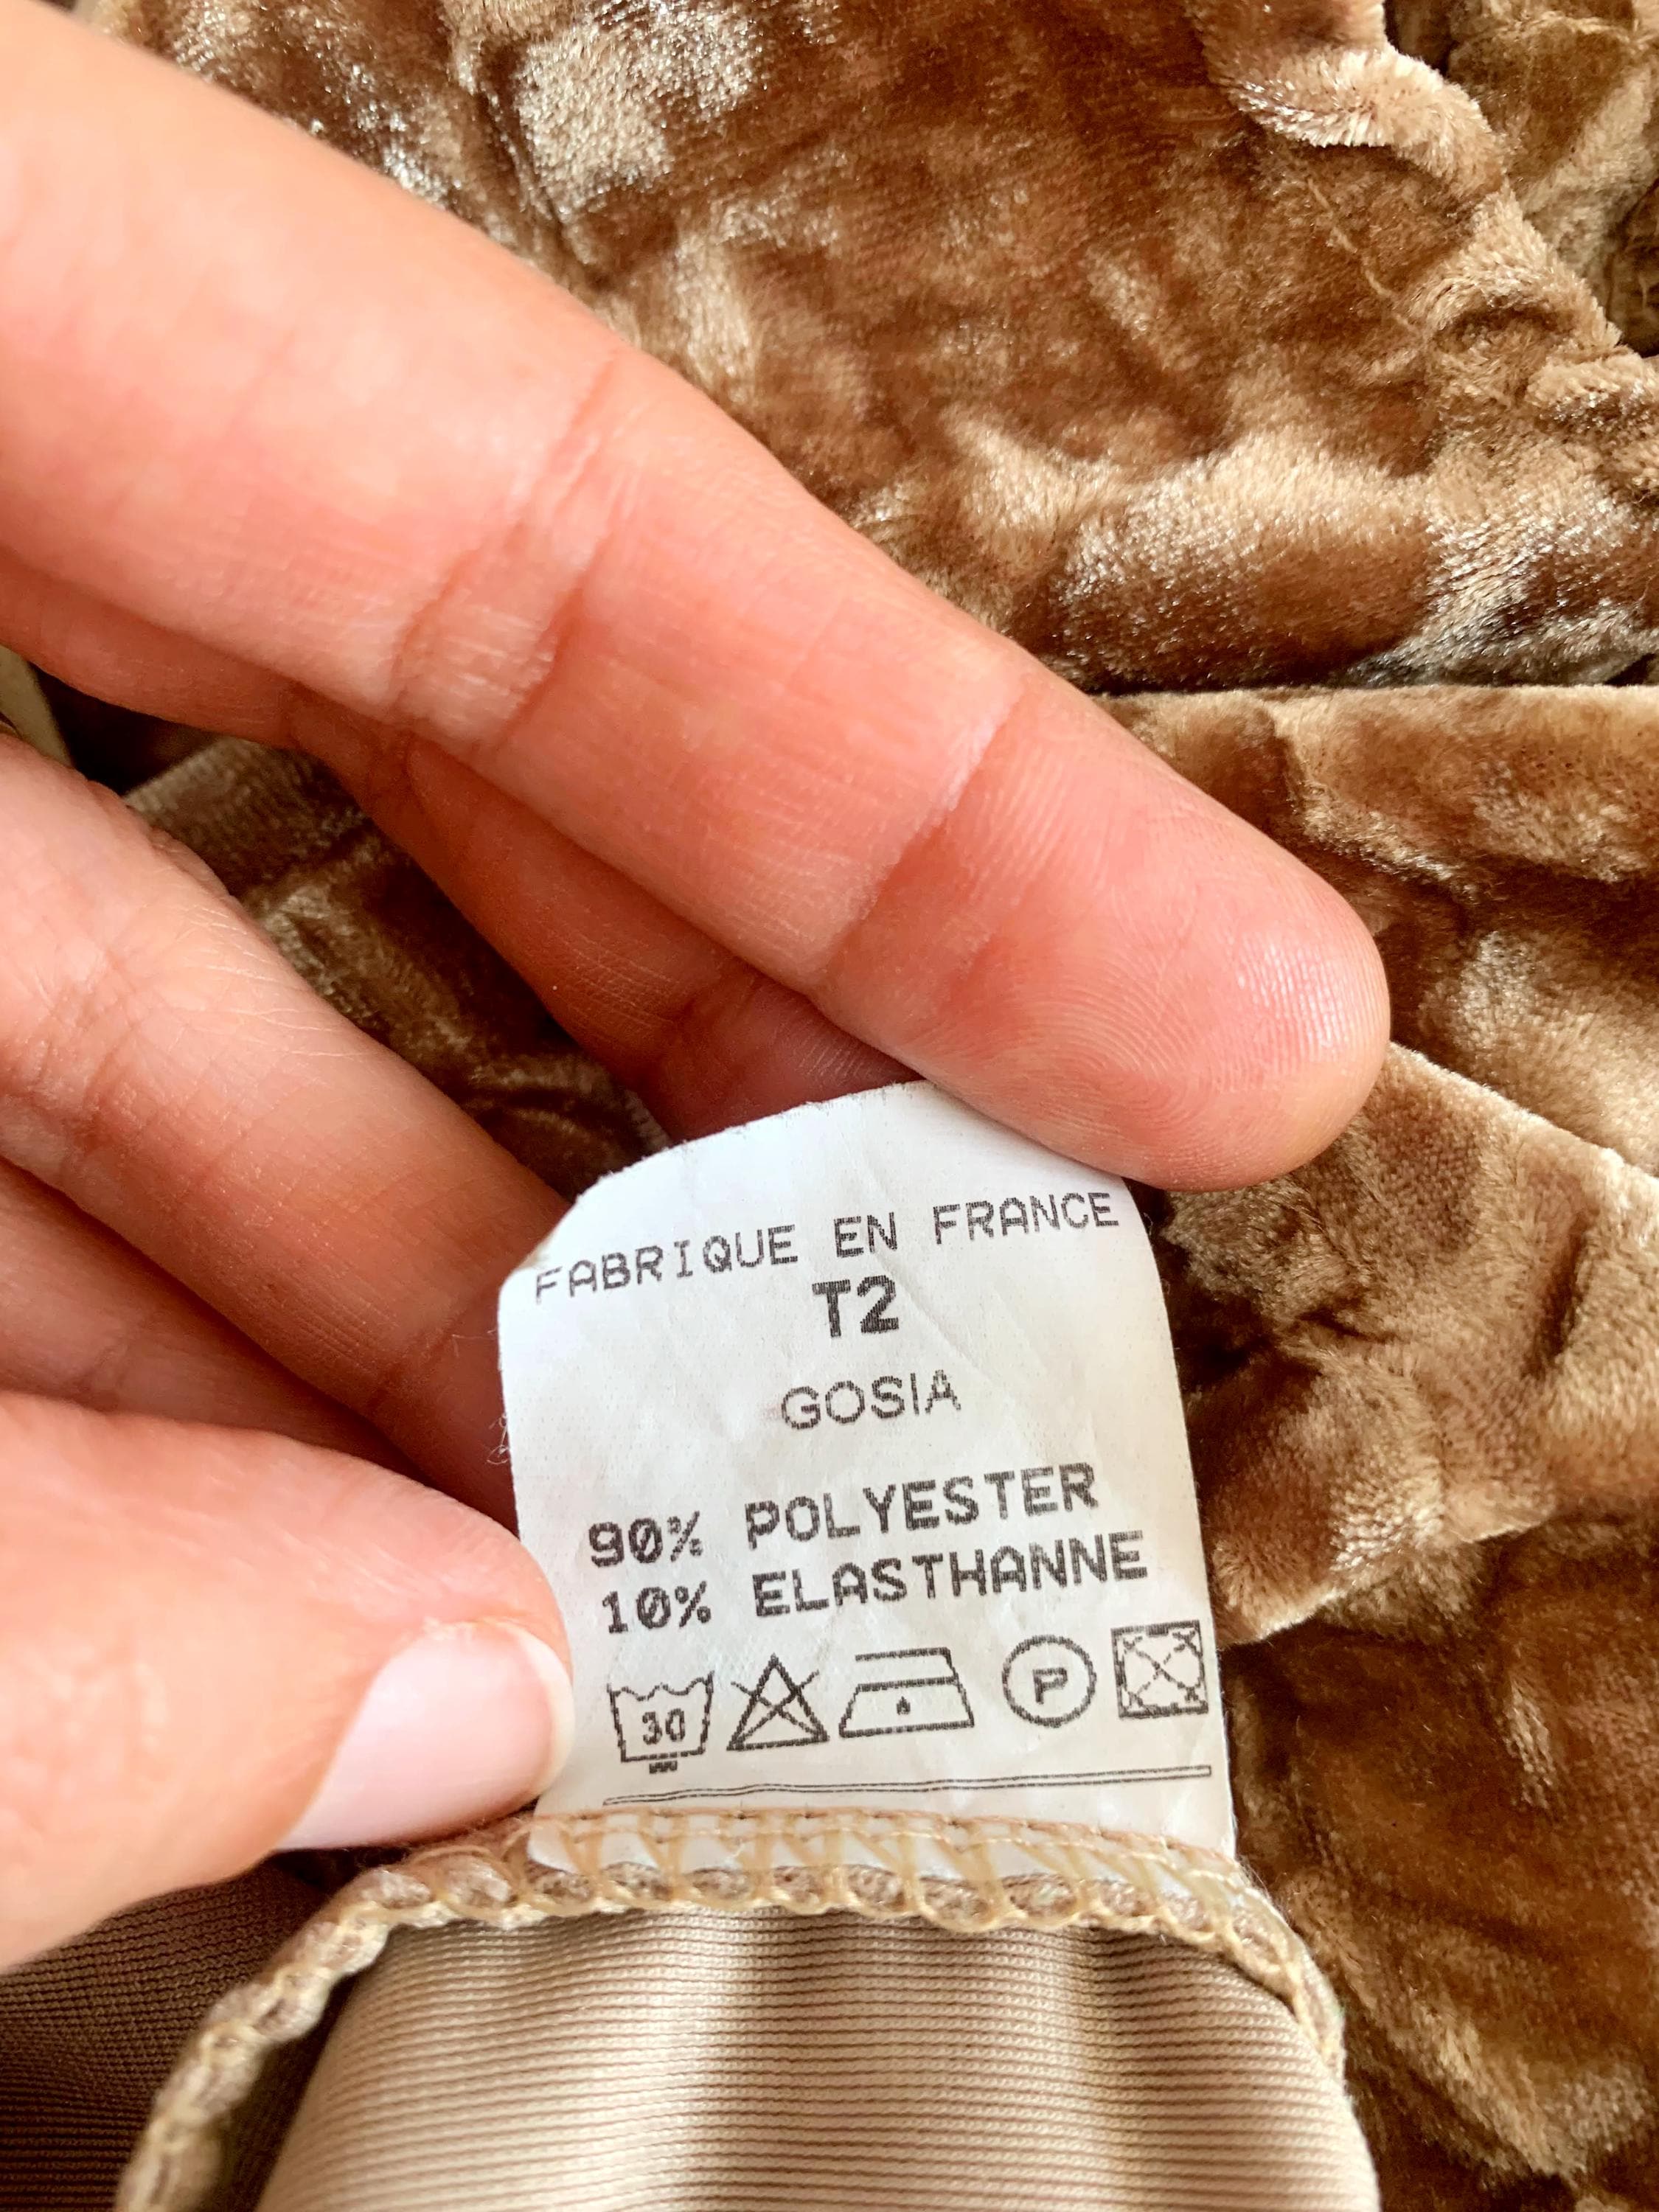 FABRIQUE EN FRANCE
T2
GOSIA
90% POLYESTER
10% ELASTHANNE
30 P